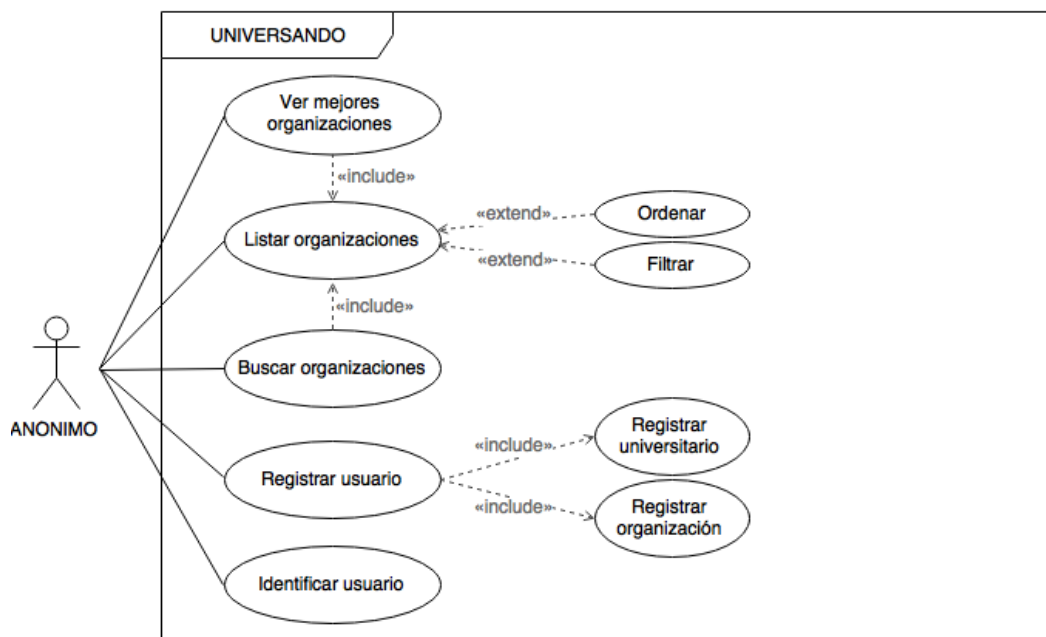 UNIVERSANDO
Ver mejores
organizaciones
«include»
Listar organizaciones
«extend»
Ordenar
«extend»
Filtrar
«include»
Buscar organizaciones
ANONIMO
Registrar usuario
«include»
Registrar
universitario
«include»
Registrar
organización
Identificar usuario